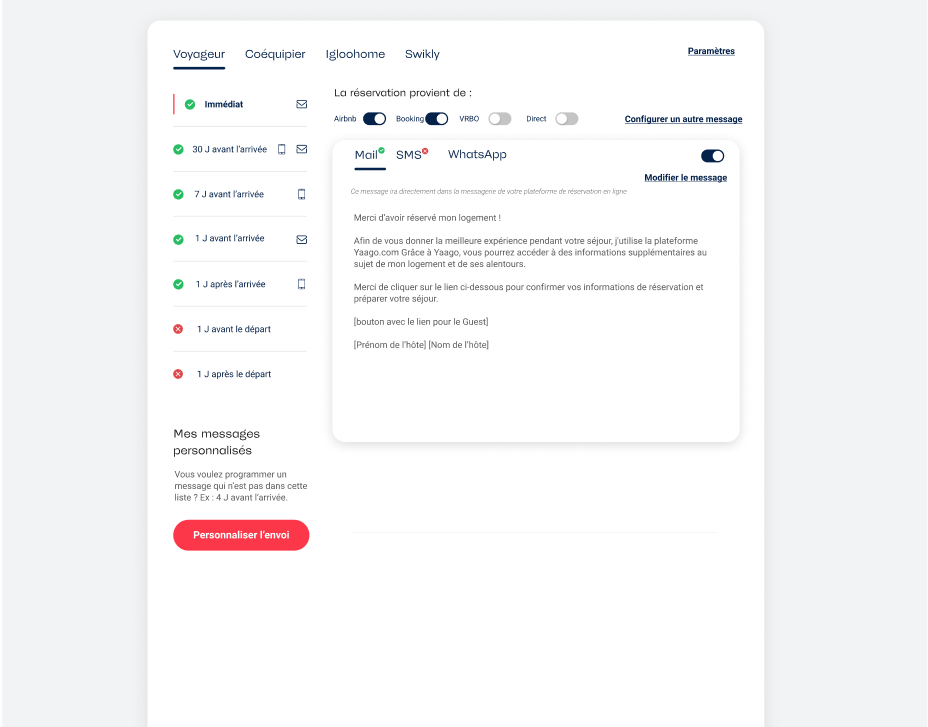 Voyageur Coéquipier Igloohome Swikly
Paramètres
Immédiat
30 J avant l'arrivée
7 J avant l'arrivée
1 J avant l'arrivée
1 J après l'arrivée
1 J avant le départ
1 J après le départ
Mes messages
personnalisés
Vous voulez programmer un
message qui n'est pas dans cette
liste ? Ex : 4 J avant l'arrivée.
Personnaliser l'envoi
La réservation provient de :
Airbnb Booking VRBO Direct
Configurer un autre message
Mail SMS WhatsApp
Modifier le message
Ce message ira directement dans la messagerie de votre plateforme de réservation en ligne
Merci d'avoir réservé mon logement !
Afin de vous donner la meilleure expérience pendant votre séjour, j'utilise la plateforme
Yaago.com Grâce à Yaago, vous pourrez accéder à des informations supplémentaires au
sujet de mon logement et de ses alentours.
Merci de cliquer sur le lien ci-dessous pour confirmer vos informations de réservation et
préparer votre séjour.
[bouton avec le lien pour le Guest]
[Prénom de l'hôte] [Nom de l'hôte]